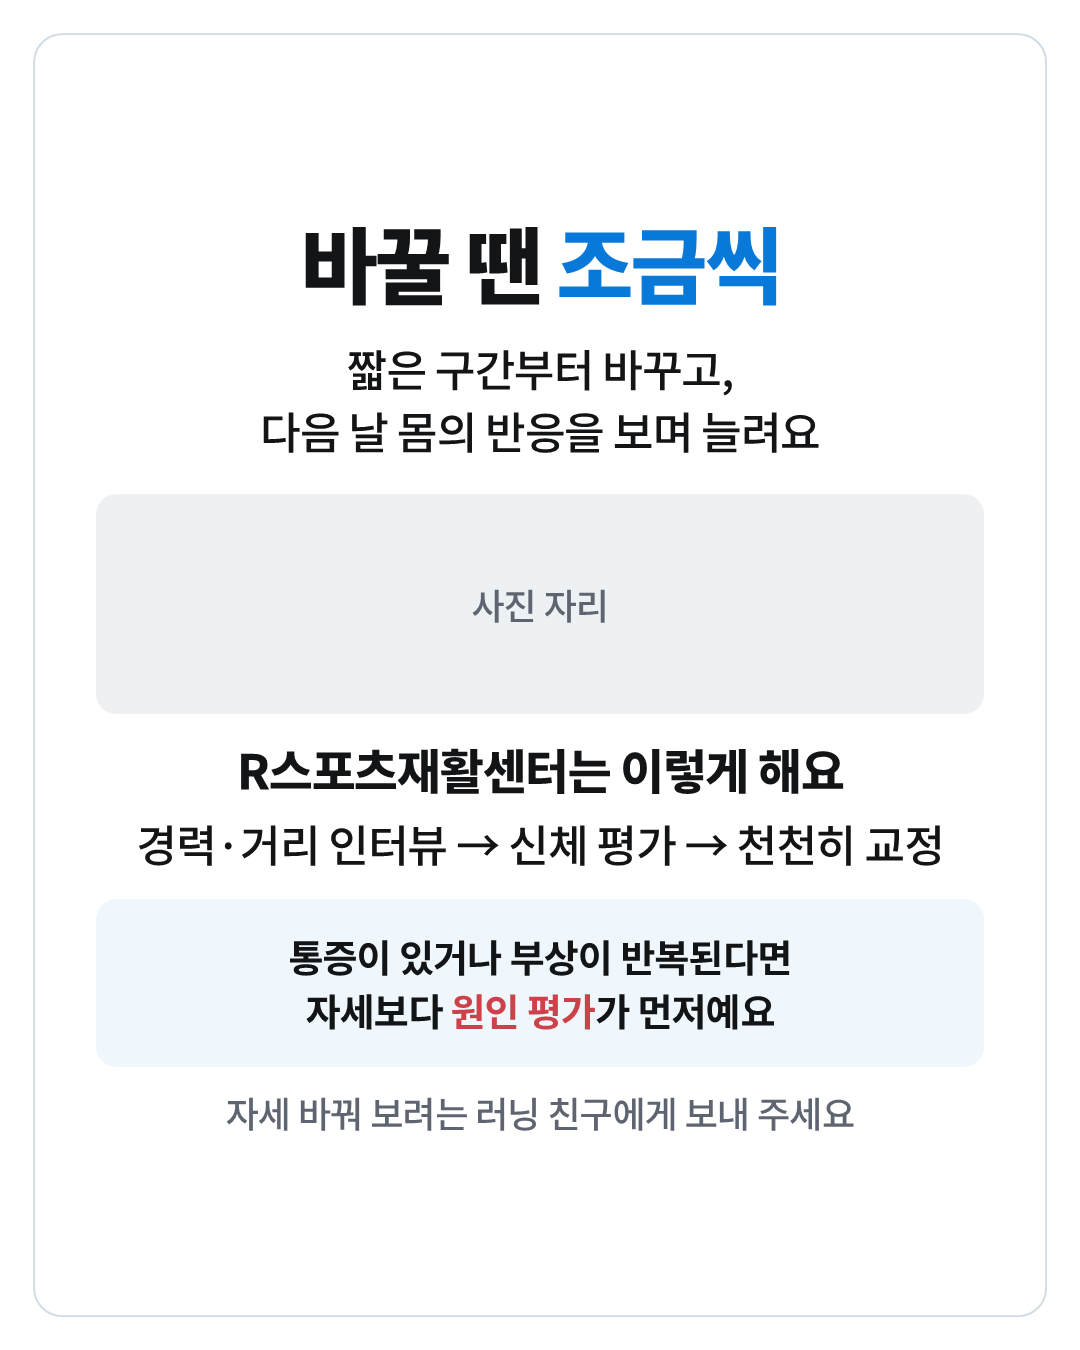 바꿀 땐 조금씩
짧은 구간부터 바꾸고,
다음 날 몸의 반응을 보며 늘려요
사진 자리
R스포츠재활센터는 이렇게 해요
경력·거리 인터뷰 → 신체 평가 → 천천히 교정
통증이 있거나 부상이 반복된다면
자세보다 원인 평가가 먼저예요
자세 바꿔 보려는 러닝 친구에게 보내 주세요